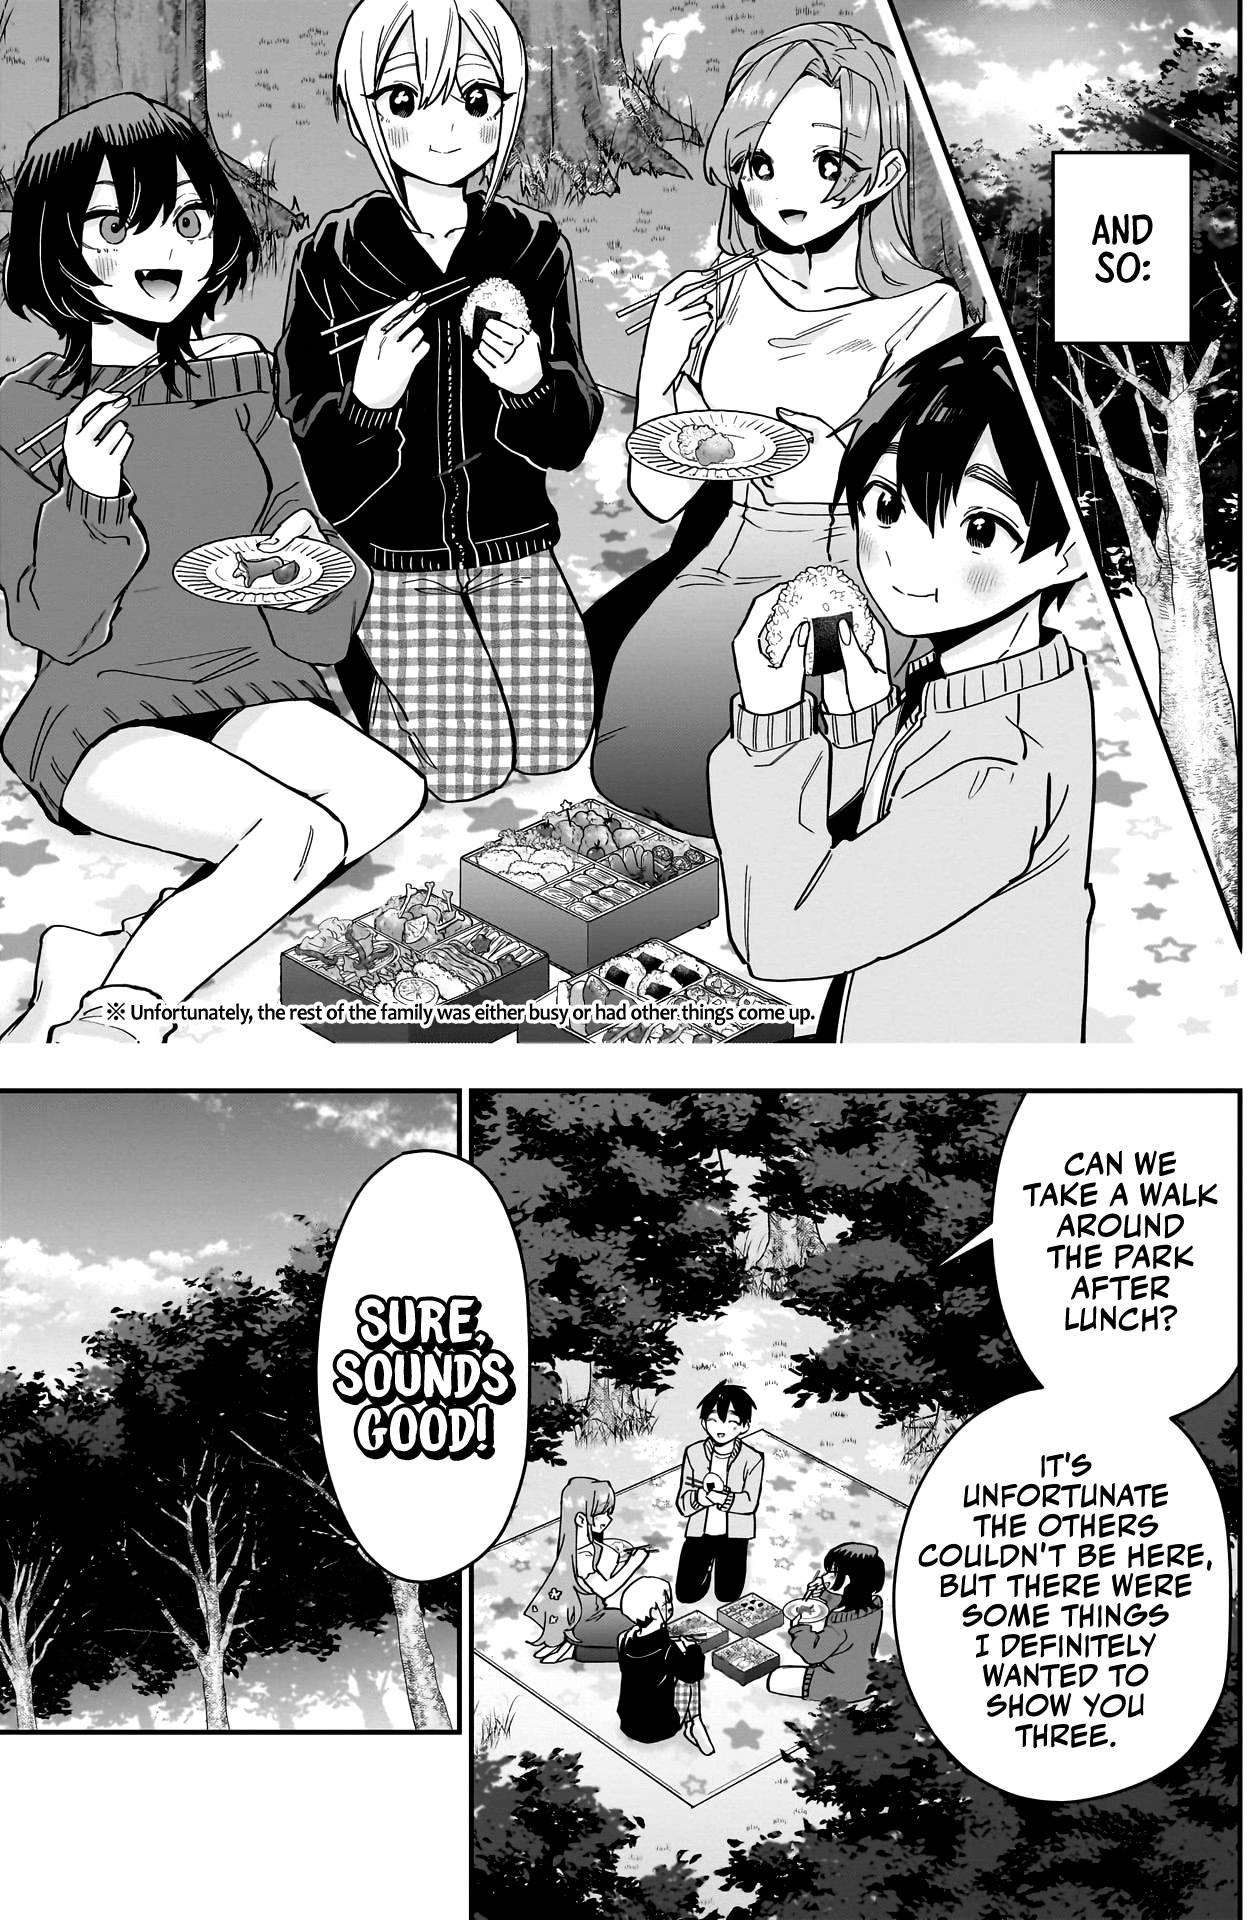 AND
SO:
※ Unfortunately, the rest of the family was either busy or had other things come up.
CAN WE
TAKE A WALK
AROUND
THE PARK
AFTER
LUNCH?
IT'S
UNFORTUNATE
THE OTHERS
COULDN'T BE HERE,
BUT THERE WERE
SOME THINGS
I DEFINITELY
WANTED TO
SHOW YOU
THREE.
SURE,
SOUNDS
GOOD!